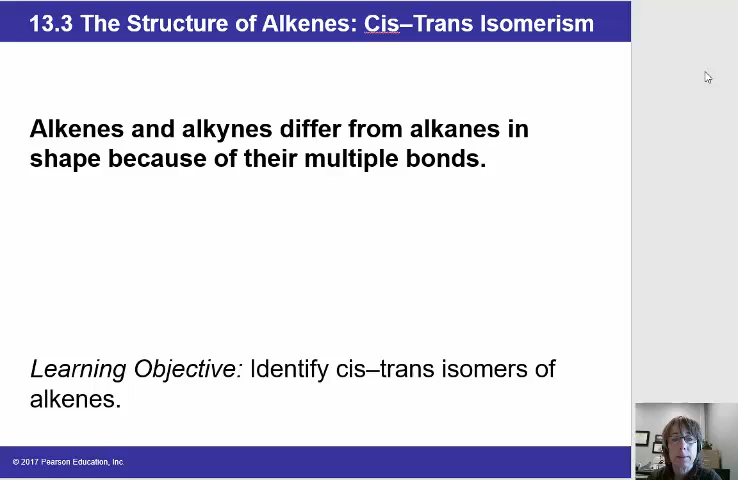 13.3 The Structure of Alkenes: Cis–Trans Isomerism
Alkenes and alkynes differ from alkanes in
shape because of their multiple bonds.
Learning Objective: Identify cis–trans isomers of
alkenes.
© 2017 Pearson Education, Inc.